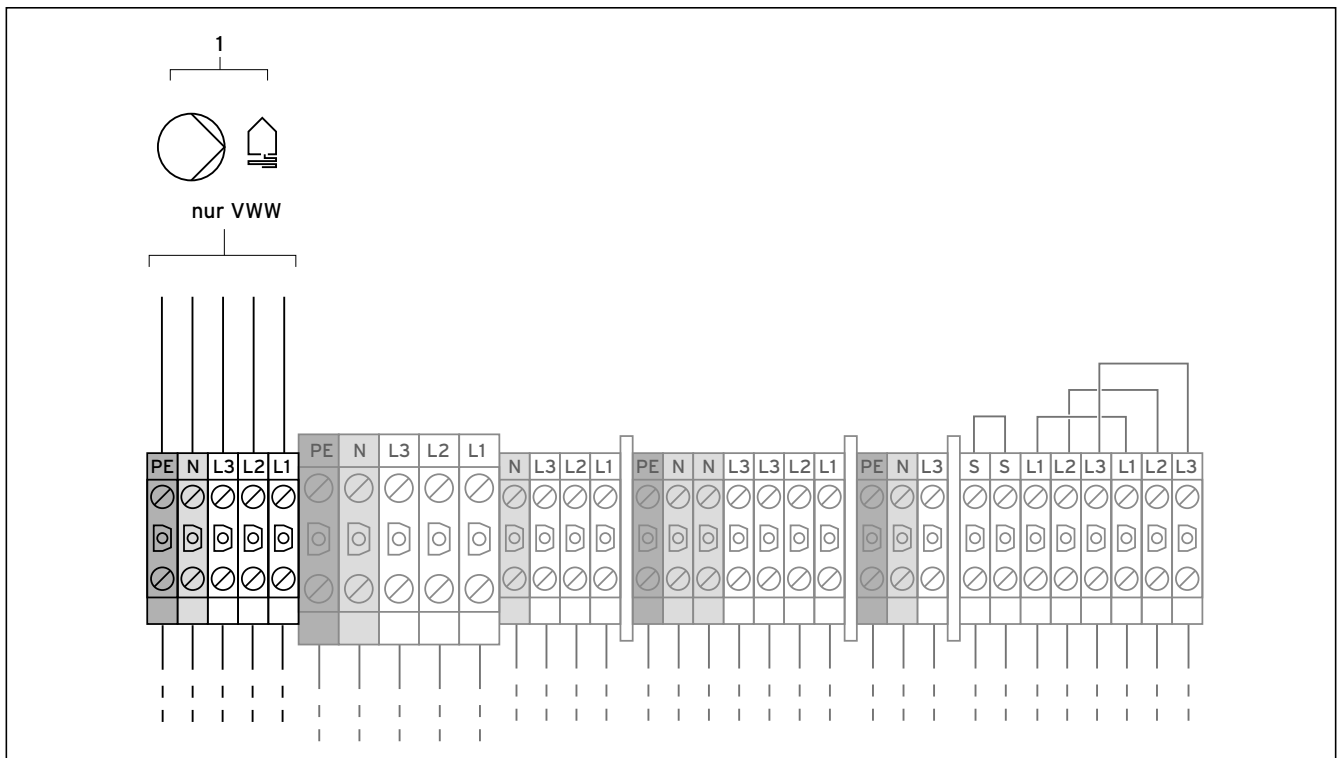 1
nur VWW
PE N L3 L2 L1
PE N L3 L2 L1
N L3 L2 L1
PE N N L3 L3 L2 L1
PE N L3
S S L1 L2 L3 L1 L2 L3